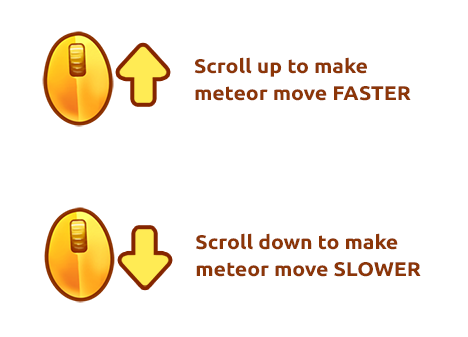 Scroll up to make
meteor move FASTER
Scroll down to make
meteor move SLOWER